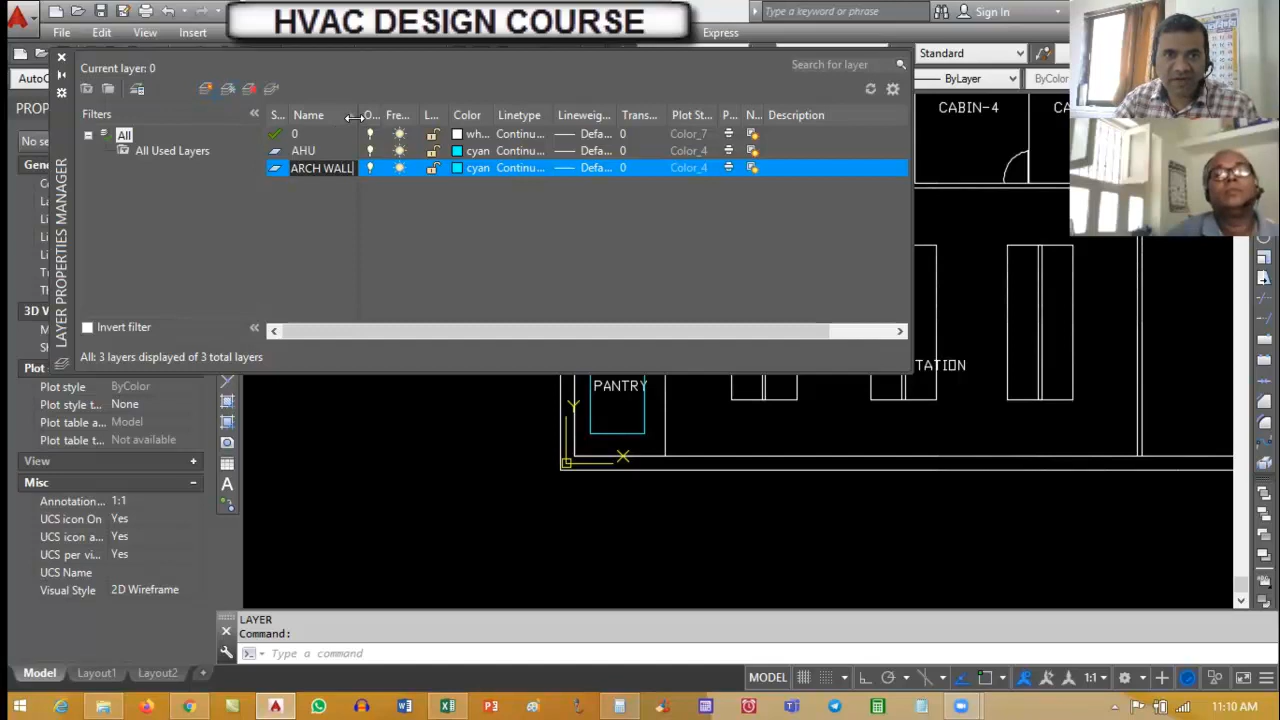 HVAC DESIGN COURSE
Type a keyword or phrase
Sign In
File
Edit
View
Insert
Express
Current layer: 0
Search for layer
Standard
ByLayer
ByColor
AutoC
PROP
No se
Filters
S...
Name
O...
Fre...
L...
Color
Linetype
Lineweig...
Trans...
Plot St...
P...
N...
Description
All
All Used Layers
0
wh...
Continu...
Defa...
0
Color_7
AHU
cyan
Continu...
Defa...
0
Color_4
ARCH WALL
cyan
Continu...
Defa...
0
Color_4
CABIN-4
LAYER PROPERTIES MANAGER
Invert filter
All: 3 layers displayed of 3 total layers
TATION
PANTRY
Y
X
Plot style
ByColor
Plot style t...
None
Plot table a...
Model
Plot table t...
Not available
View
Misc
Annotation...
1:1
UCS icon On
Yes
UCS icon a...
Yes
UCS per vi...
Yes
UCS Name
Visual Style
2D Wireframe
LAYER
Command:
Type a command
Model
Layout1
Layout2
+
MODEL
1:1
11:10 AM